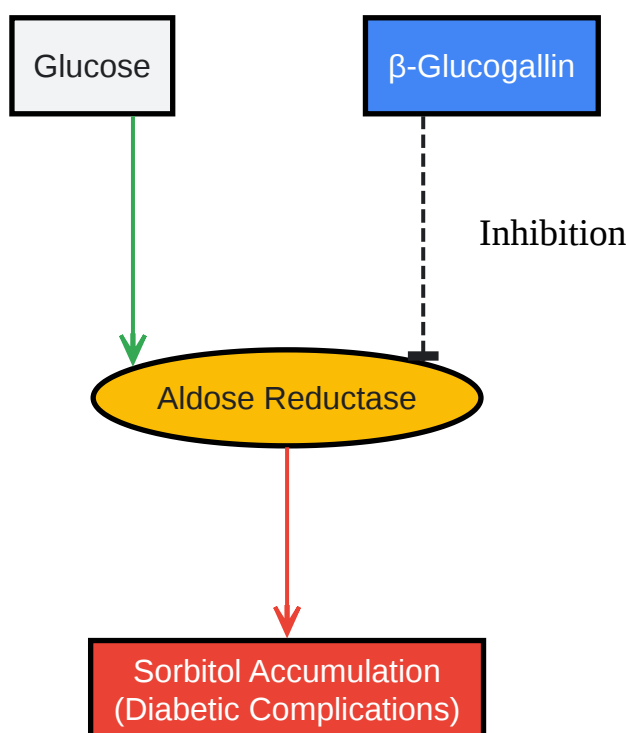 Glucose
β-Glucogallin
Inhibition
Aldose Reductase
Sorbitol Accumulation
(Diabetic Complications)